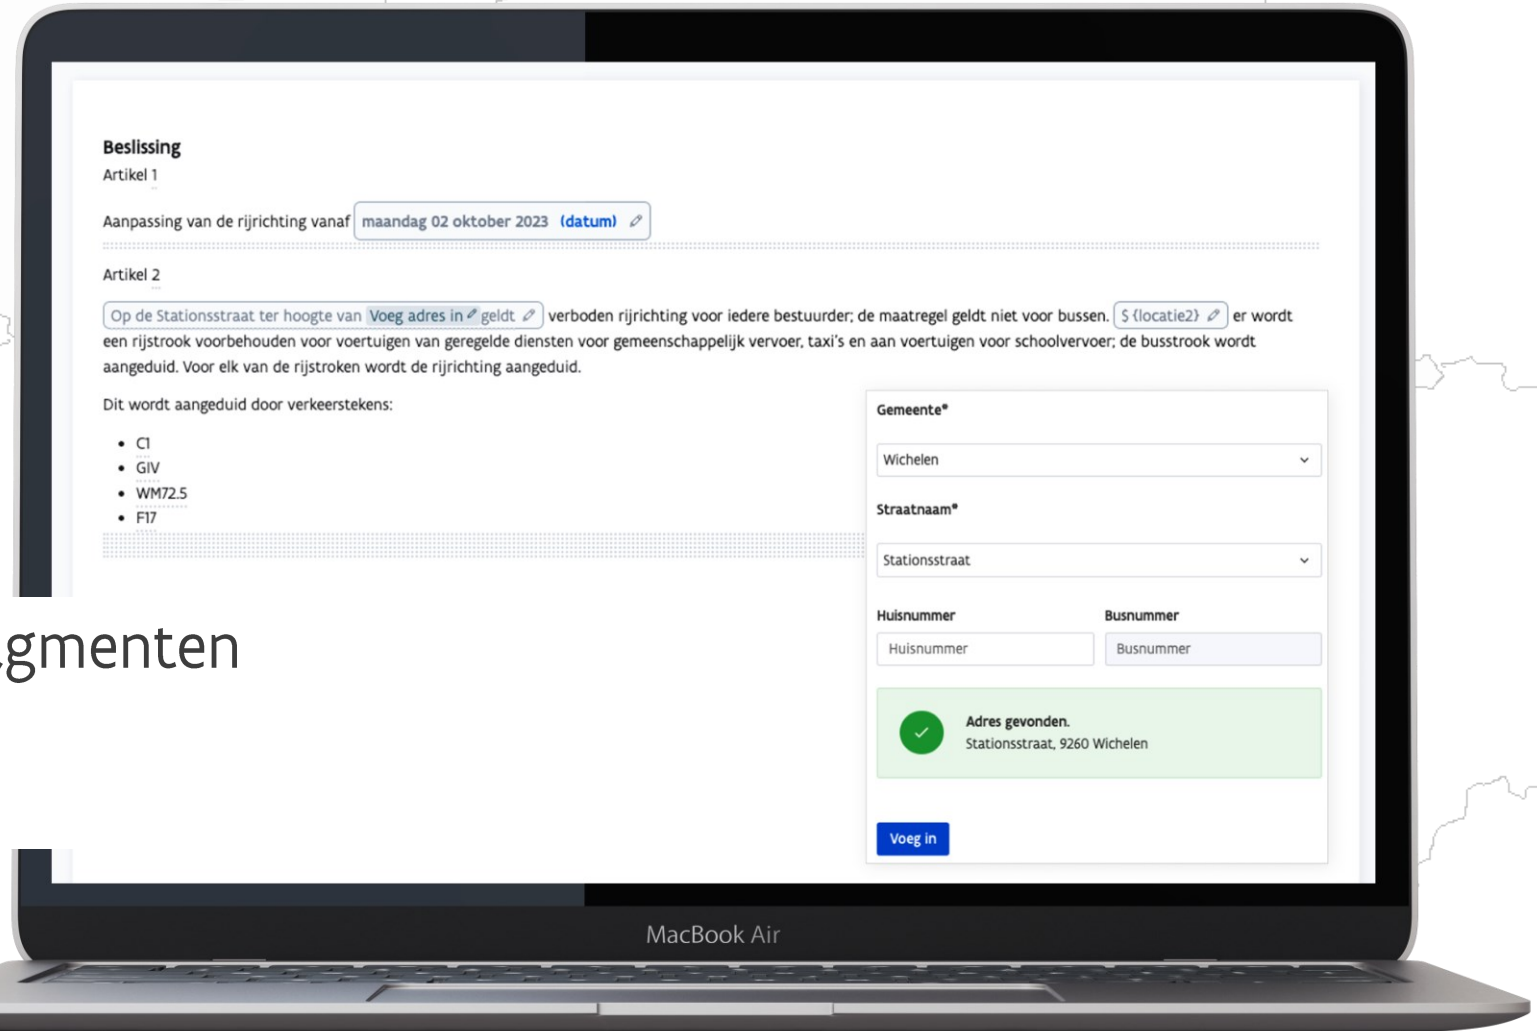 Beslissing
Artikel 1
Aanpassing van de rijrichting vanaf maandag 02 oktober 2023 (datum)
Artikel 2
Op de Stationsstraat ter hoogte van Voeg adres in geldt verboden rijrichting voor iedere bestuurder; de maatregel geldt niet voor bussen. ${locatie2} er wordt
een rijstrook voorbehouden voor voertuigen van geregelde diensten voor gemeenschappelijk vervoer, taxi's en aan voertuigen voor schoolvervoer; de busstrook wordt
aangeduid. Voor elk van de rijstroken wordt de rijrichting aangeduid.
Dit wordt aangeduid door verkeerstekens:
• C1
• GIV
• WM72.5
• F17
Gemeente*
Wichelen
Straatnaam*
Stationsstraat
Huisnummer Busnummer
Huisnummer Busnummer
Adres gevonden.
Stationsstraat, 9260 Wichelen
Voeg in
gmenten
MacBook Air